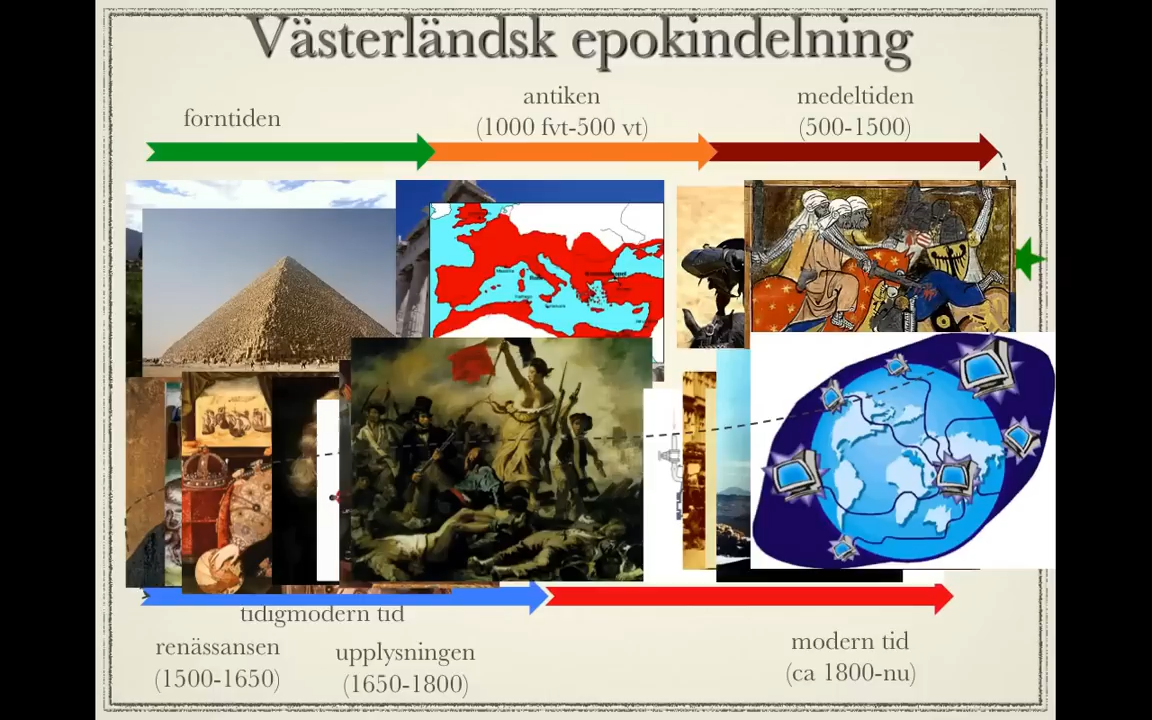 Västerländsk epokindelning
forntiden
antiken
(1000 fvt-500 vt)
medeltiden
(500-1500)
tidigmodern tid
renässansen
(1500-1650)
upplysningen
(1650-1800)
modern tid
(ca 1800-nu)